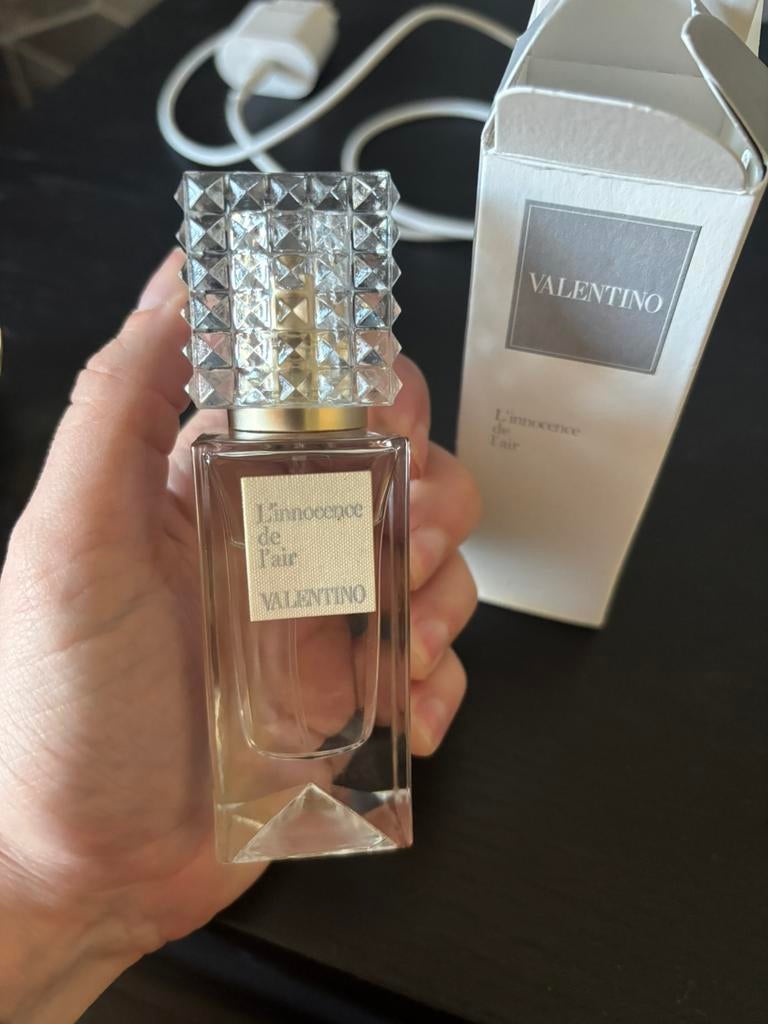 L'innocence
de
l'air
VALENTINO
VALENTINO
L'innocence
de
l'air